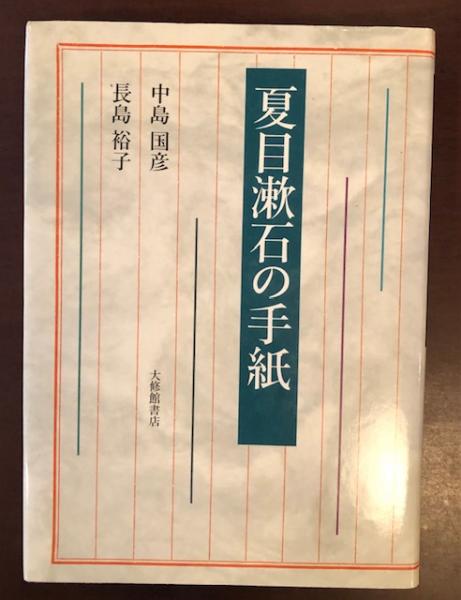 夏目漱石の手紙
中島国彦
長島裕子
大修館書店